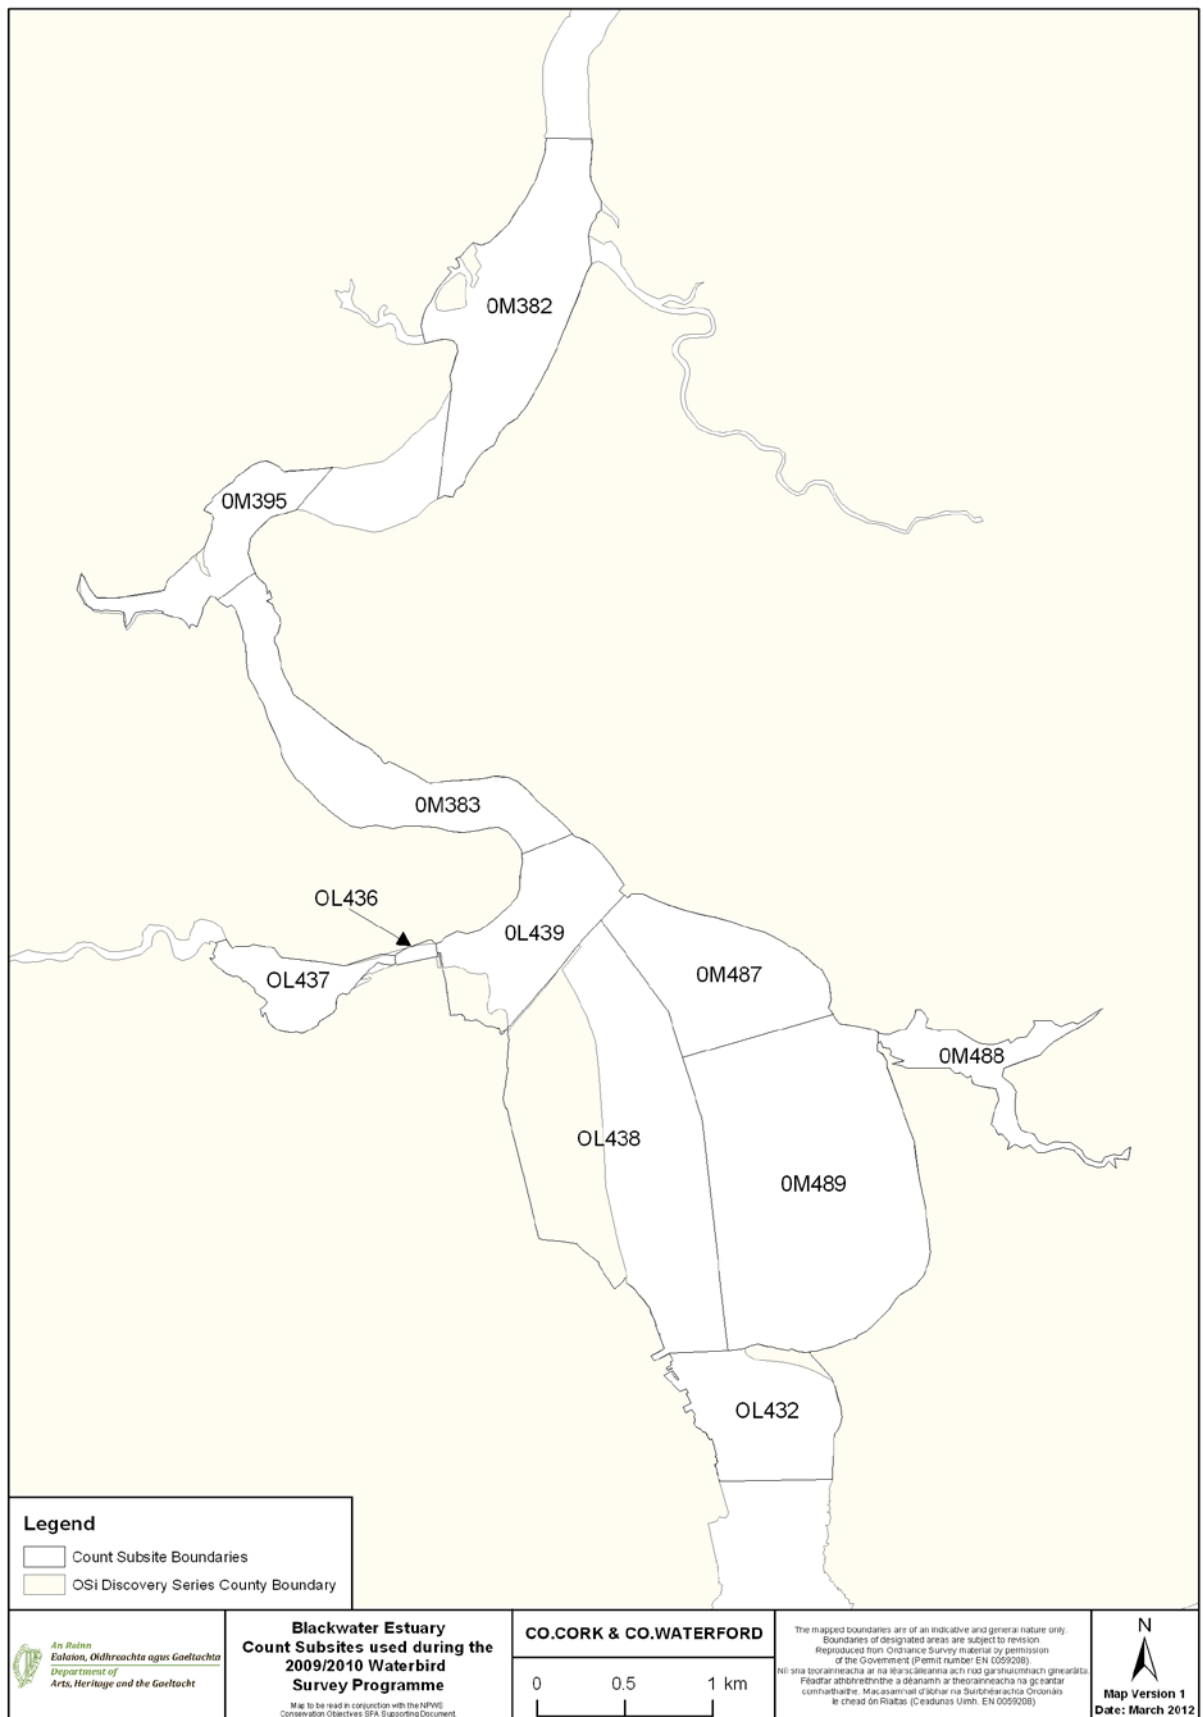 0M382
0M395
0M383
OL436
0L439
OL437
0M487
0M488
OL438
0M489
OL432
Legend
Count Subsite Boundaries
OSi Discovery Series County Boundary
An Roinn
Ealaíon, Oidhreachta agus Gaeltachta
Department of
Arts, Heritage and the Gaeltacht
Blackwater Estuary
Count Subsites used during the
2009/2010 Waterbird
Survey Programme
Map to be read in conjunction with the NPWS
Conservation Objectives SPA Supporting Document.
CO.CORK & CO.WATERFORD
0 0.5 1 km
The mapped boundaries are of an indicative and general nature only.
Boundaries of designated areas are subject to revision.
Reproduced from Ordnance Survey material by permission
of the Government (Permit number EN 0059208).
N
Map Version 1
Date: March 2012